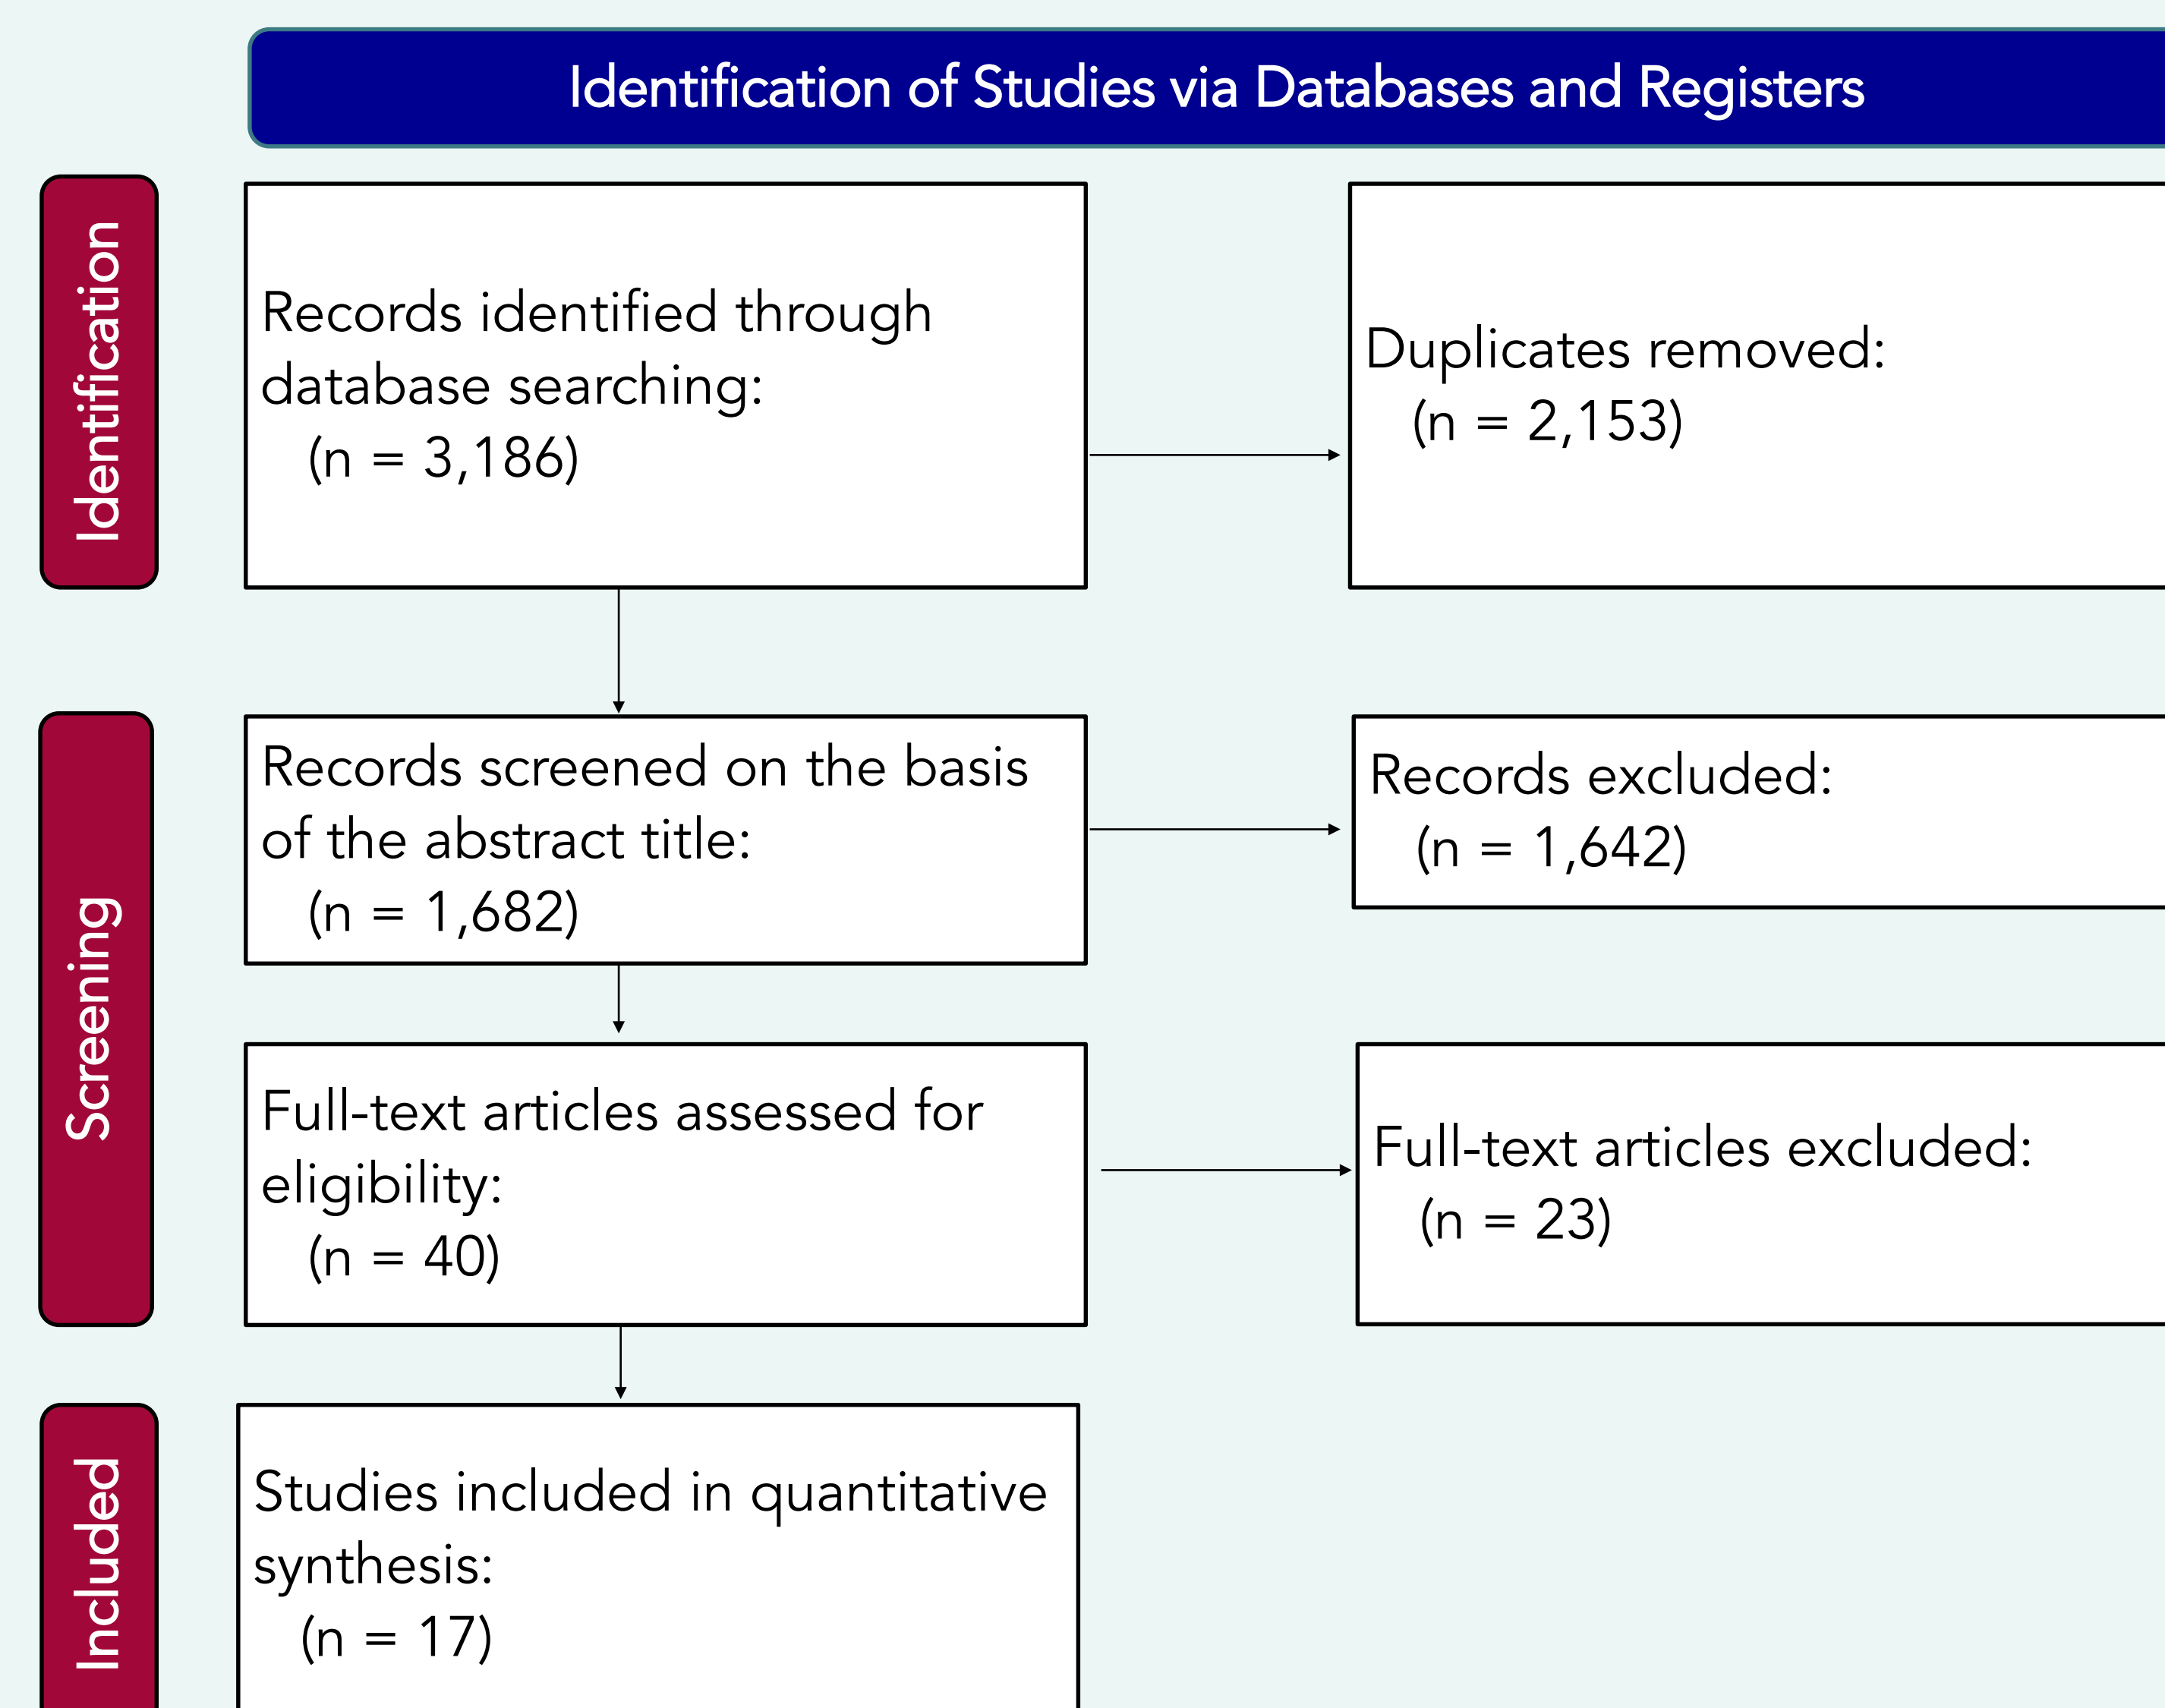 Identification of Studies via Databases and Registers
Identification
Records identified through
database searching:
(n = 3,186)
Duplicates removed:
(n = 2,153)
Screening
Records screened on the basis
of the abstract title:
(n = 1,682)
Records excluded:
(n = 1,642)
Full-text articles assessed for
eligibility:
(n = 40)
Full-text articles excluded:
(n = 23)
Included
Studies included in quantitative
synthesis:
(n = 17)